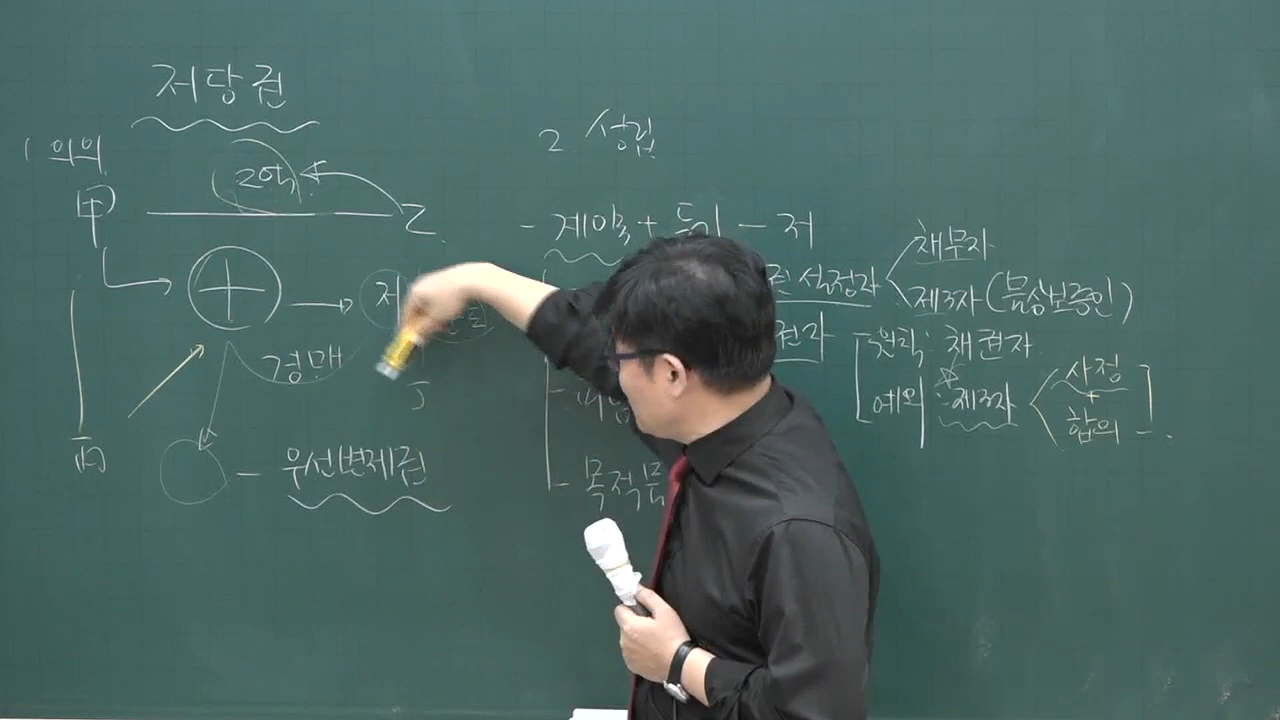 저당권
1 의의
甲
2억
乙
경매
저
丙
우선변제권
2 성립
- 계약 + 등기 - 저
설정자
채무자
제3자 (물상보증인)
권자
원칙 : 채권자
예외 : 제3자
사정
+
합의
목적물